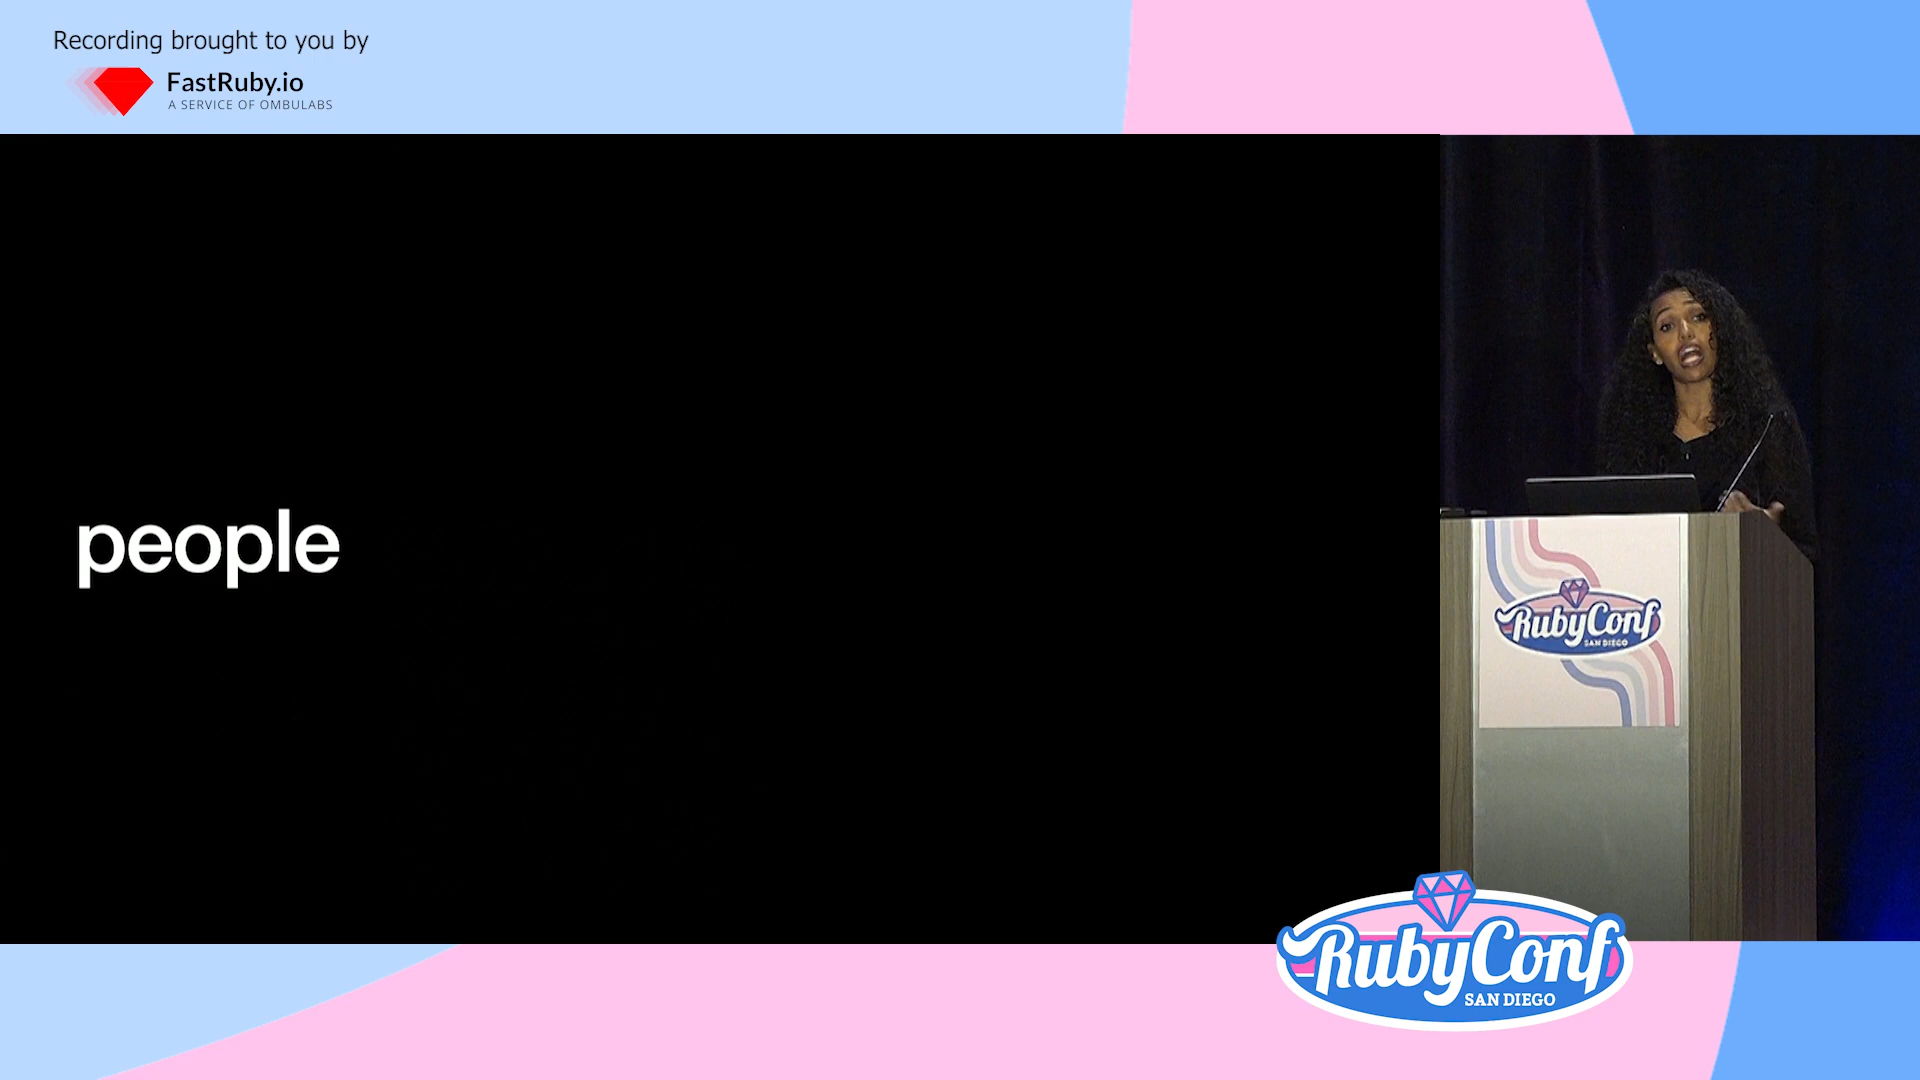 Recording brought to you by
FastRuby.io
A SERVICE OF OMBULABS
people
RubyConf
SAN DIEGO
RubyConf
SAN DIEGO